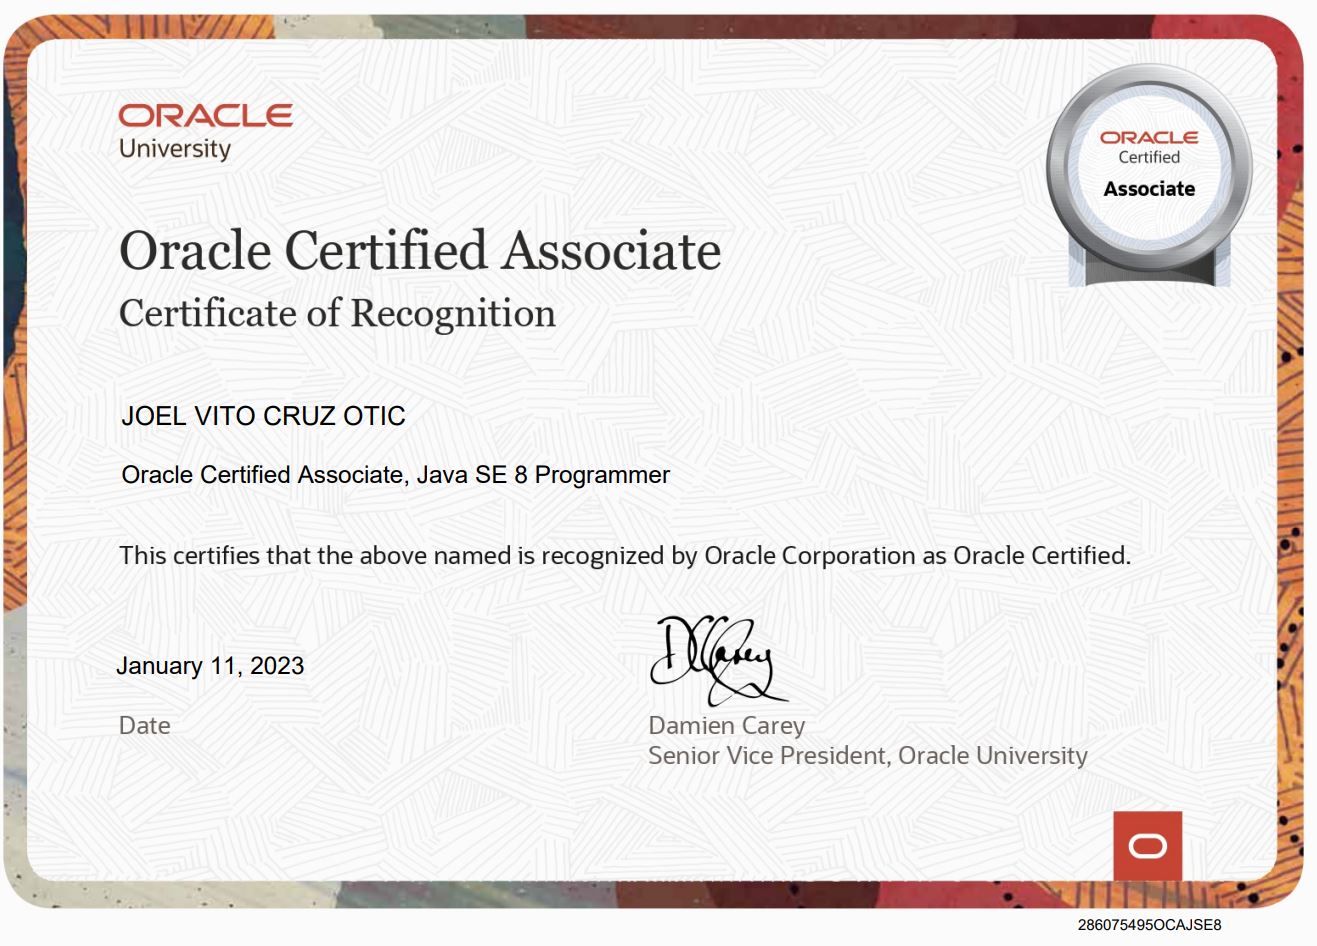 ORACLE
University
ORACLE
Certified
Associate
Oracle Certified Associate
Certificate of Recognition
JOEL VITO CRUZ OTIC
Oracle Certified Associate, Java SE 8 Programmer
This certifies that the above named is recognized by Oracle Corporation as Oracle Certified.
January 11, 2023
Date
DCarey
Damien Carey
Senior Vice President, Oracle University
286075495OCAJSE8